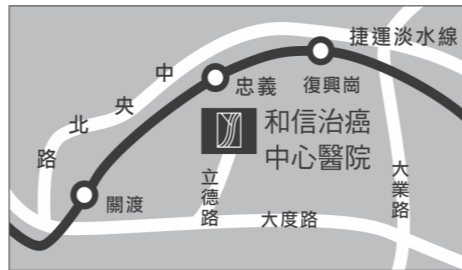 捷運淡水線
中央北路
忠義
復興崗
和信治癌
中心醫院
關渡
立德路
大度路
大業路